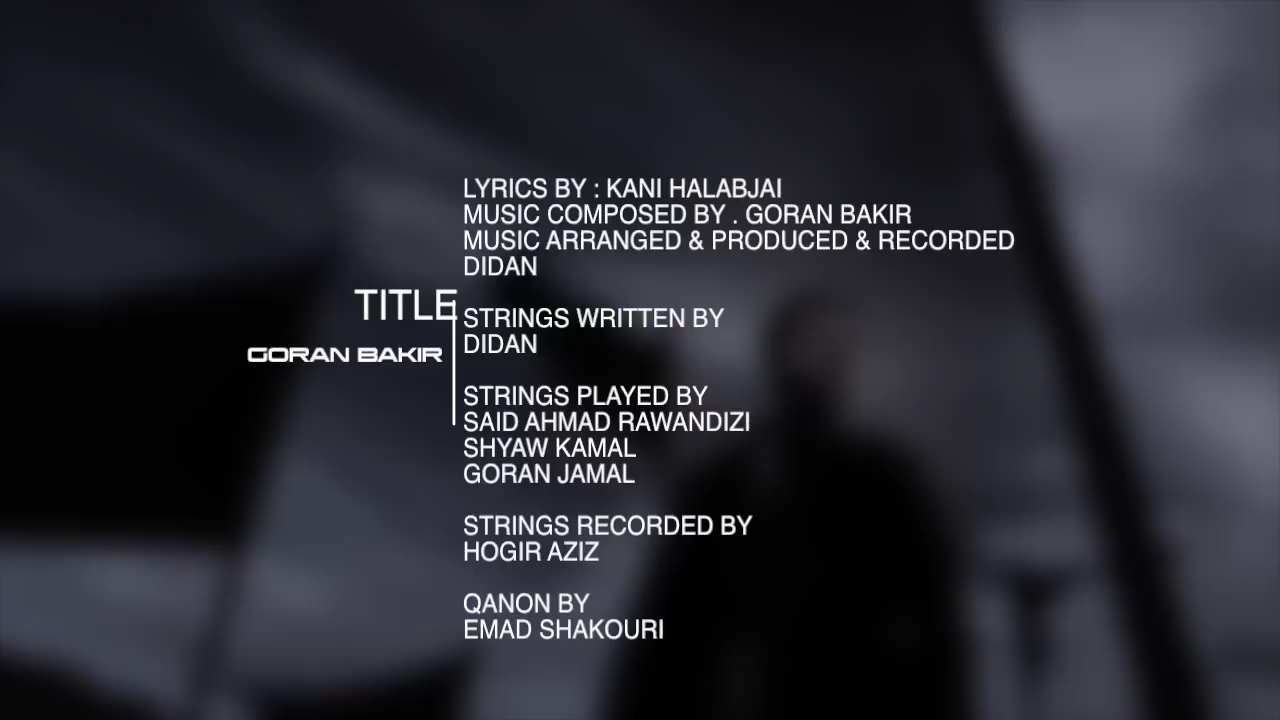 TITLE
GORAN BAKIR
LYRICS BY : KANI HALABJAI
MUSIC COMPOSED BY . GORAN BAKIR
MUSIC ARRANGED & PRODUCED & RECORDED
DIDAN
STRINGS WRITTEN BY
DIDAN
STRINGS PLAYED BY
SAID AHMAD RAWANDIZI
SHYAW KAMAL
GORAN JAMAL
STRINGS RECORDED BY
HOGIR AZIZ
QANON BY
EMAD SHAKOURI